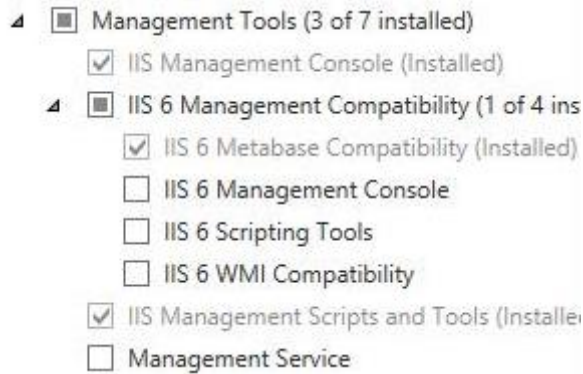 Management Tools (3 of 7 installed)
IIS Management Console (Installed)
IIS 6 Management Compatibility (1 of 4 ins
IIS 6 Metabase Compatibility (Installed)
IIS 6 Management Console
IIS 6 Scripting Tools
IIS 6 WMI Compatibility
IIS Management Scripts and Tools (Installe
Management Service